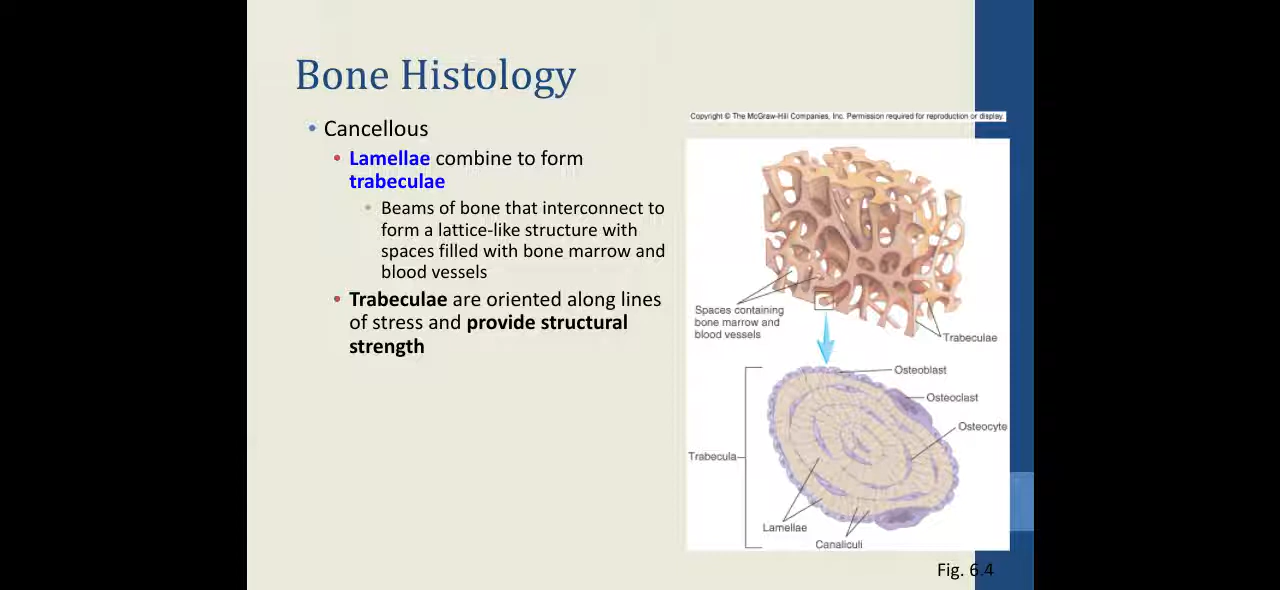 Bone Histology
• Cancellous
• Lamellae combine to form
trabeculae
• Beams of bone that interconnect to
form a lattice-like structure with
spaces filled with bone marrow and
blood vessels
• Trabeculae are oriented along lines
of stress and provide structural
strength
Copyright © The McGraw-Hill Companies, Inc. Permission required for reproduction or display.
Spaces containing
bone marrow and
blood vessels
Trabeculae
Osteoblast
Osteoclast
Osteocyte
Trabecula
Lamellae
Canaliculi
Fig. 6.4